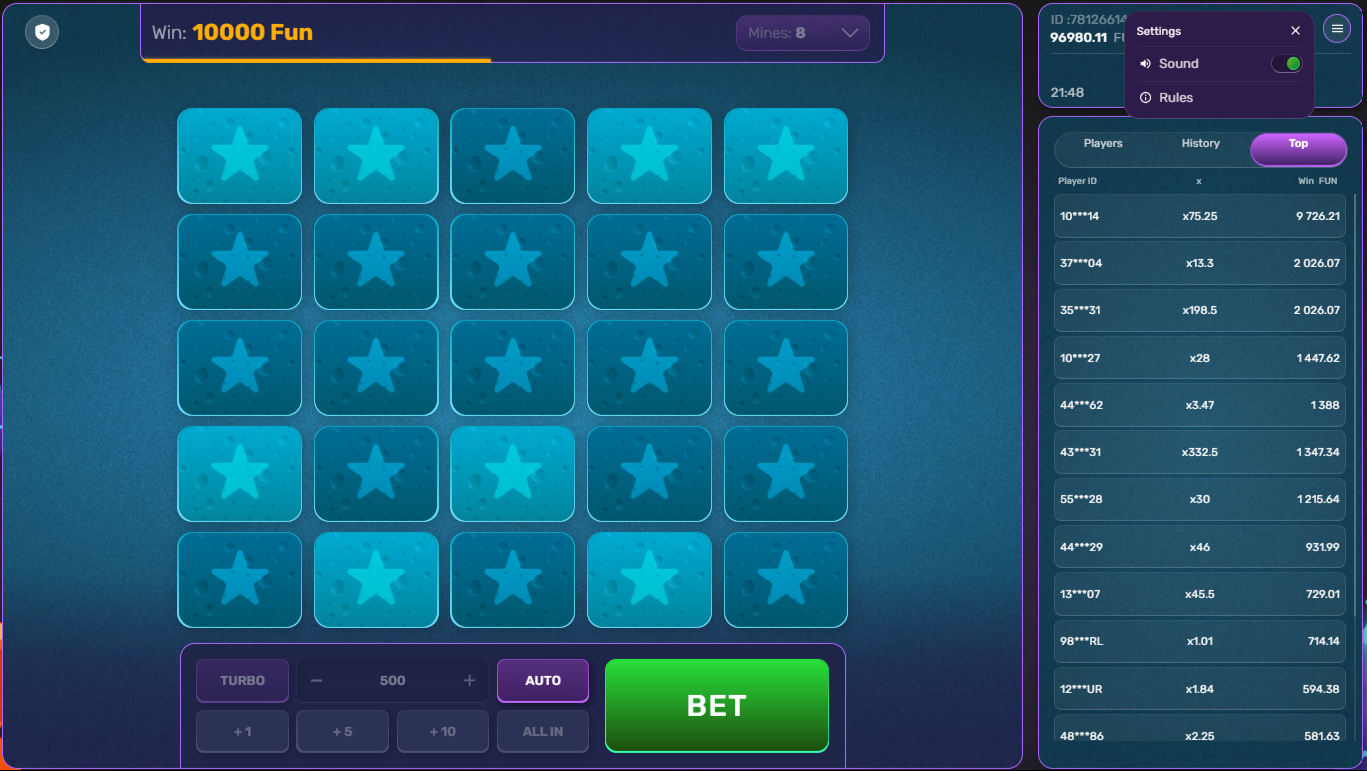 Win: 10000 Fun
Mines: 8
TURBO
− 500 +
AUTO
BET
+ 1
+ 5
+ 10
ALL IN
ID :78126614
96980.11
21:48
Settings
Sound
Rules
Players History Top
Player ID x Win FUN
10***14 x75.25 9 726.21
37***04 x13.3 2 026.07
35***31 x198.5 2 026.07
10***27 x28 1 447.62
44***62 x3.47 1 388
43***31 x332.5 1 347.34
55***28 x30 1 215.64
44***29 x46 931.99
13***07 x45.5 729.01
98***RL x1.01 714.14
12***UR x1.84 594.38
48***86 x2.25 581.63